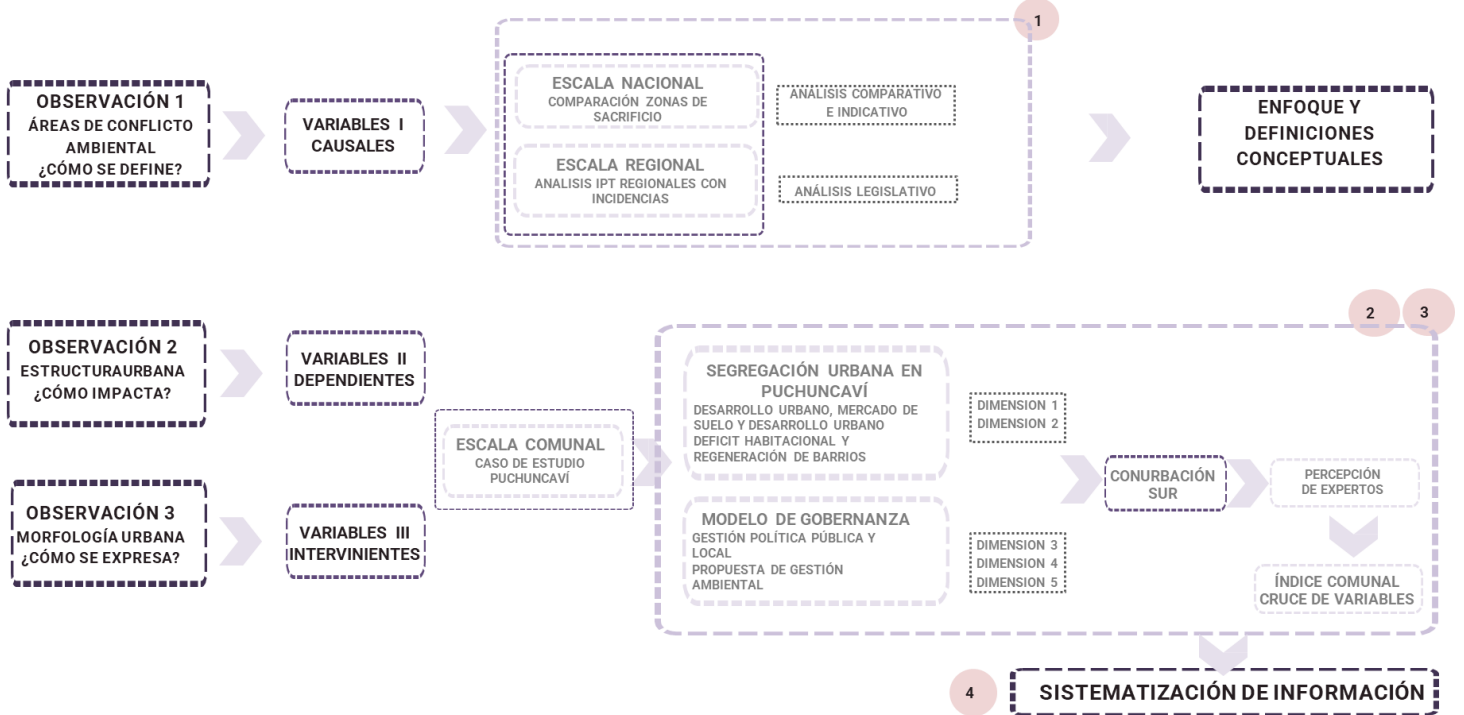 1
OBSERVACIÓN 1
ÁREAS DE CONFLICTO
AMBIENTAL
¿CÓMO SE DEFINE?
VARIABLES I
CAUSALES
ESCALA NACIONAL
COMPARACIÓN ZONAS DE
SACRIFICIO
ANÁLISIS COMPARATIVO
E INDICATIVO
ESCALA REGIONAL
ANALISIS IPT REGIONALES CON
INCIDENCIAS
ANÁLISIS LEGISLATIVO
ENFOQUE Y
DEFINICIONES
CONCEPTUALES
2
3
OBSERVACIÓN 2
ESTRUCTURAURBANA
¿CÓMO IMPACTA?
VARIABLES II
DEPENDIENTES
OBSERVACIÓN 3
MORFOLOGÍA URBANA
¿CÓMO SE EXPRESA?
VARIABLES III
INTERVINIENTES
ESCALA COMUNAL
CASO DE ESTUDIO
PUCHUNCAVÍ
SEGREGACIÓN URBANA EN
PUCHUNCAVÍ
DESARROLLO URBANO, MERCADO DE
SUELO Y DESARROLLO URBANO
DEFICIT HABITACIONAL Y
REGENERACIÓN DE BARRIOS
DIMENSION 1
DIMENSION 2
MODELO DE GOBERNANZA
GESTIÓN POLÍTICA PÚBLICA Y
LOCAL
PROPUESTA DE GESTIÓN
AMBIENTAL
DIMENSION 3
DIMENSION 4
DIMENSION 5
CONURBACIÓN
SUR
PERCEPCIÓN
DE EXPERTOS
ÍNDICE COMUNAL
CRUCE DE VARIABLES
4
SISTEMATIZACIÓN DE INFORMACIÓN